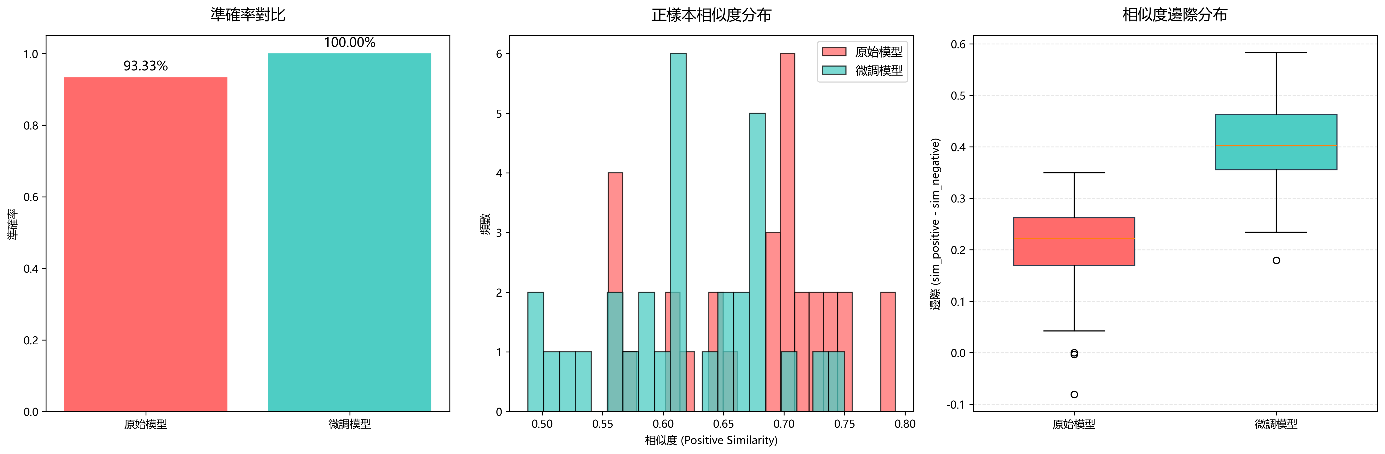 準確率對比
準確率
1.0
0.8
0.6
0.4
0.2
0.0
93.33%
100.00%
原始模型
微調模型
正樣本相似度分布
頻數
6
5
4
3
2
1
0
原始模型
微調模型
0.50
0.55
0.60
0.65
0.70
0.75
0.80
相似度 (Positive Similarity)
相似度邊際分布
邊際 (sim_positive - sim_negative)
0.6
0.5
0.4
0.3
0.2
0.1
0.0
-0.1
原始模型
微調模型